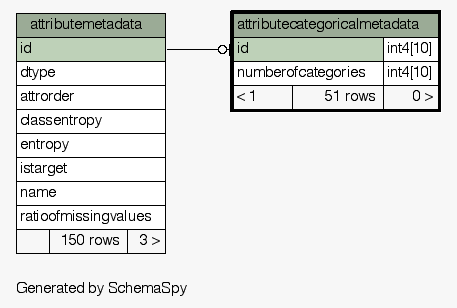 attributemetadata
id
dtype
attrorder
classentropy
entropy
istarget
name
ratioofmissingvalues
150 rows 3 >
attributecategoricalmetadata
id int4[10]
numberofcategories int4[10]
< 1 51 rows 0 >
Generated by SchemaSpy